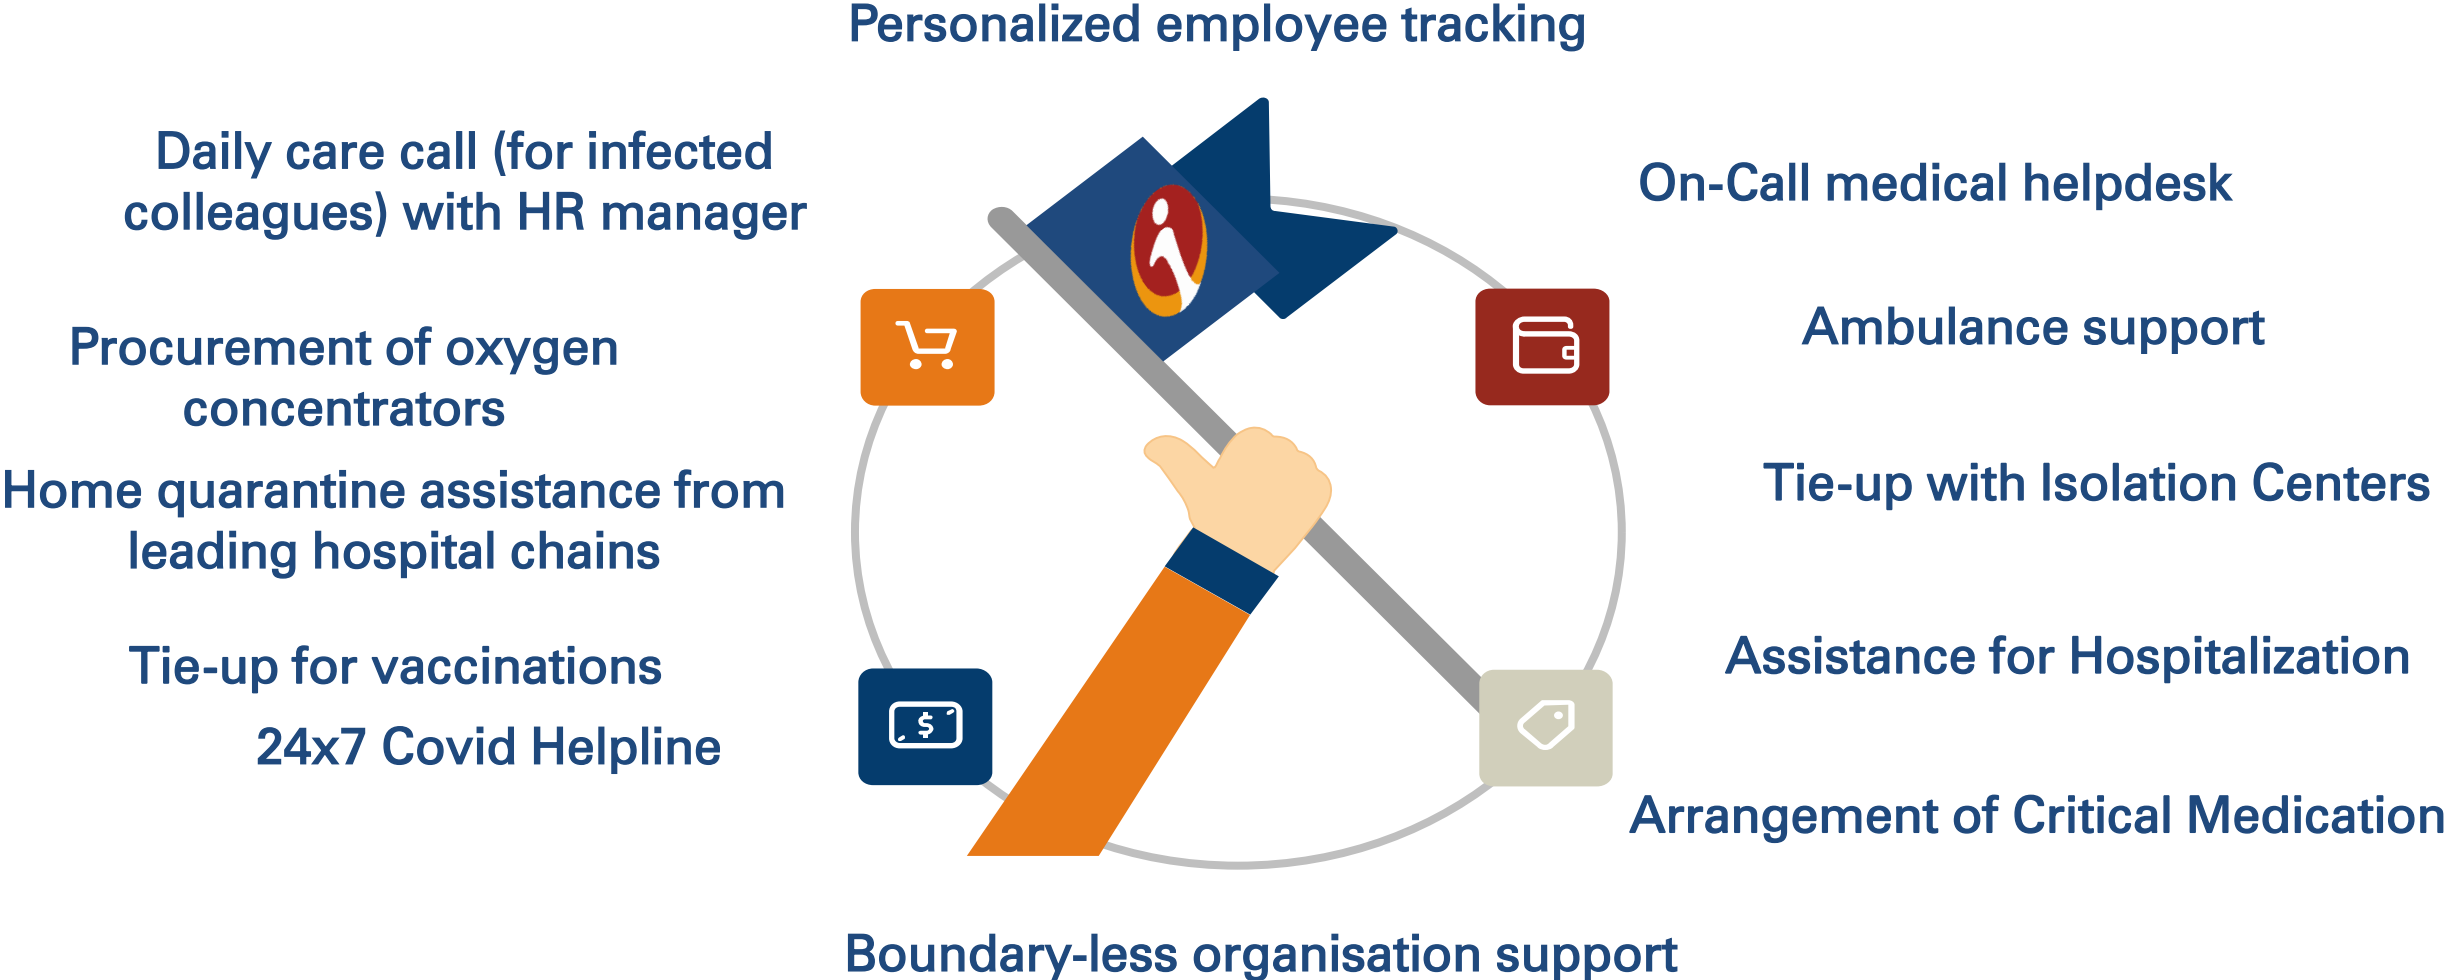 Personalized employee tracking
Daily care call (for infected
colleagues) with HR manager
Procurement of oxygen
concentrators
Home quarantine assistance from
leading hospital chains
Tie-up for vaccinations
24x7 Covid Helpline
On-Call medical helpdesk
Ambulance support
Tie-up with Isolation Centers
Assistance for Hospitalization
Arrangement of Critical Medication
$
Boundary-less organisation support